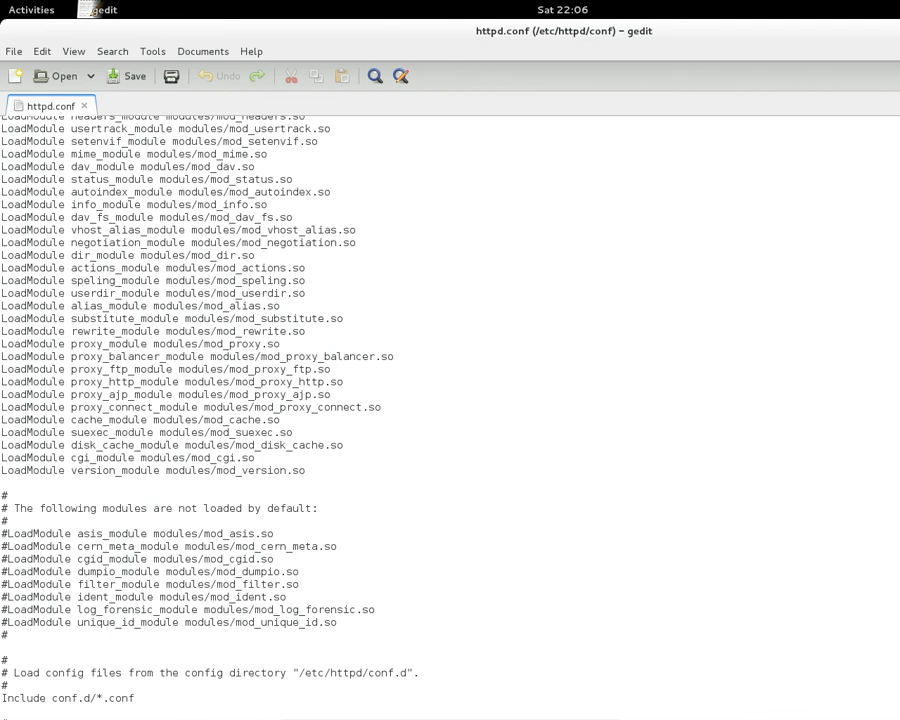 Activities gedit Sat 22:06
httpd.conf (/etc/httpd/conf) – gedit
File Edit View Search Tools Documents Help
Open Save Undo
httpd.conf
LoadModule headers_module modules/mod_headers.so
LoadModule usertrack_module modules/mod_usertrack.so
LoadModule setenvif_module modules/mod_setenvif.so
LoadModule mime_module modules/mod_mime.so
LoadModule dav_module modules/mod_dav.so
LoadModule status_module modules/mod_status.so
LoadModule autoindex_module modules/mod_autoindex.so
LoadModule info_module modules/mod_info.so
LoadModule dav_fs_module modules/mod_dav_fs.so
LoadModule vhost_alias_module modules/mod_vhost_alias.so
LoadModule negotiation_module modules/mod_negotiation.so
LoadModule dir_module modules/mod_dir.so
LoadModule actions_module modules/mod_actions.so
LoadModule speling_module modules/mod_speling.so
LoadModule userdir_module modules/mod_userdir.so
LoadModule alias_module modules/mod_alias.so
LoadModule substitute_module modules/mod_substitute.so
LoadModule rewrite_module modules/mod_rewrite.so
LoadModule proxy_module modules/mod_proxy.so
LoadModule proxy_balancer_module modules/mod_proxy_balancer.so
LoadModule proxy_ftp_module modules/mod_proxy_ftp.so
LoadModule proxy_http_module modules/mod_proxy_http.so
LoadModule proxy_ajp_module modules/mod_proxy_ajp.so
LoadModule proxy_connect_module modules/mod_proxy_connect.so
LoadModule cache_module modules/mod_cache.so
LoadModule suexec_module modules/mod_suexec.so
LoadModule disk_cache_module modules/mod_disk_cache.so
LoadModule cgi_module modules/mod_cgi.so
LoadModule version_module modules/mod_version.so
#
# The following modules are not loaded by default:
#
#LoadModule asis_module modules/mod_asis.so
#LoadModule cern_meta_module modules/mod_cern_meta.so
#LoadModule cgid_module modules/mod_cgid.so
#LoadModule dumpio_module modules/mod_dumpio.so
#LoadModule filter_module modules/mod_filter.so
#LoadModule ident_module modules/mod_ident.so
#LoadModule log_forensic_module modules/mod_log_forensic.so
#LoadModule unique_id_module modules/mod_unique_id.so
#
#
# Load config files from the config directory "/etc/httpd/conf.d".
#
Include conf.d/*.conf